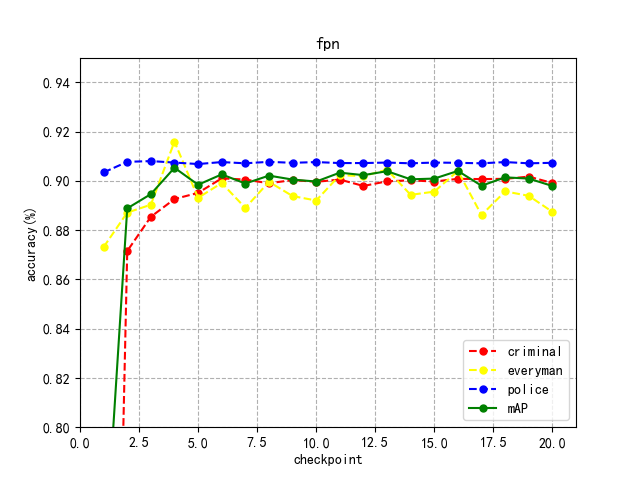 fpn
accuracy(%)
0.94
0.92
0.90
0.88
0.86
0.84
0.82
0.80
0.0 2.5 5.0 7.5 10.0 12.5 15.0 17.5 20.0
checkpoint
criminal
everyman
police
mAP